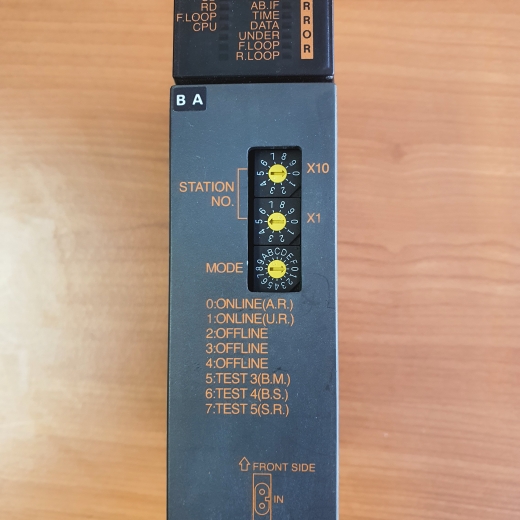 RD
F.LOOP
CPU
AB.IF
TIME
DATA
UNDER
F.LOOP
R.LOOP
RROR
B A
STATION
NO.
X10
X1
MODE
0:ONLINE(A.R.)
1:ONLINE(U.R.)
2:OFFLINE
3:OFFLINE
4:OFFLINE
5:TEST 3(B.M.)
6:TEST 4(B.S.)
7:TEST 5(S.R.)
FRONT SIDE
IN